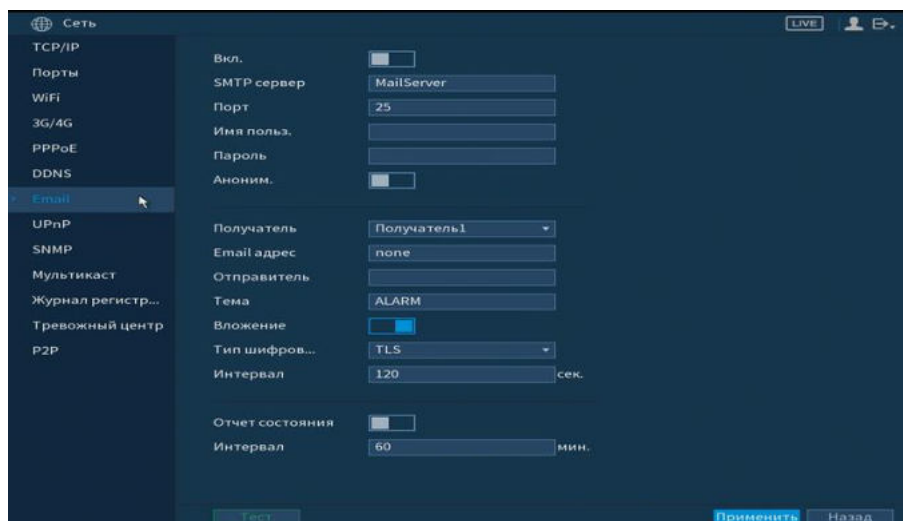 Сеть
LIVE
TCP/IP
Порты
WiFi
3G/4G
PPPoE
DDNS
Email
UPnP
SNMP
Мультикаст
Журнал регистр...
Тревожный центр
P2P
Вкл.
SMTP сервер MailServer
Порт 25
Имя польз.
Пароль
Аноним.
Получатель Получатель1
Email адрес none
Отправитель
Тема ALARM
Вложение
Тип шифров... TLS
Интервал 120 сек.
Отчет состояния
Интервал 60 мин.
Тест Применить Назад